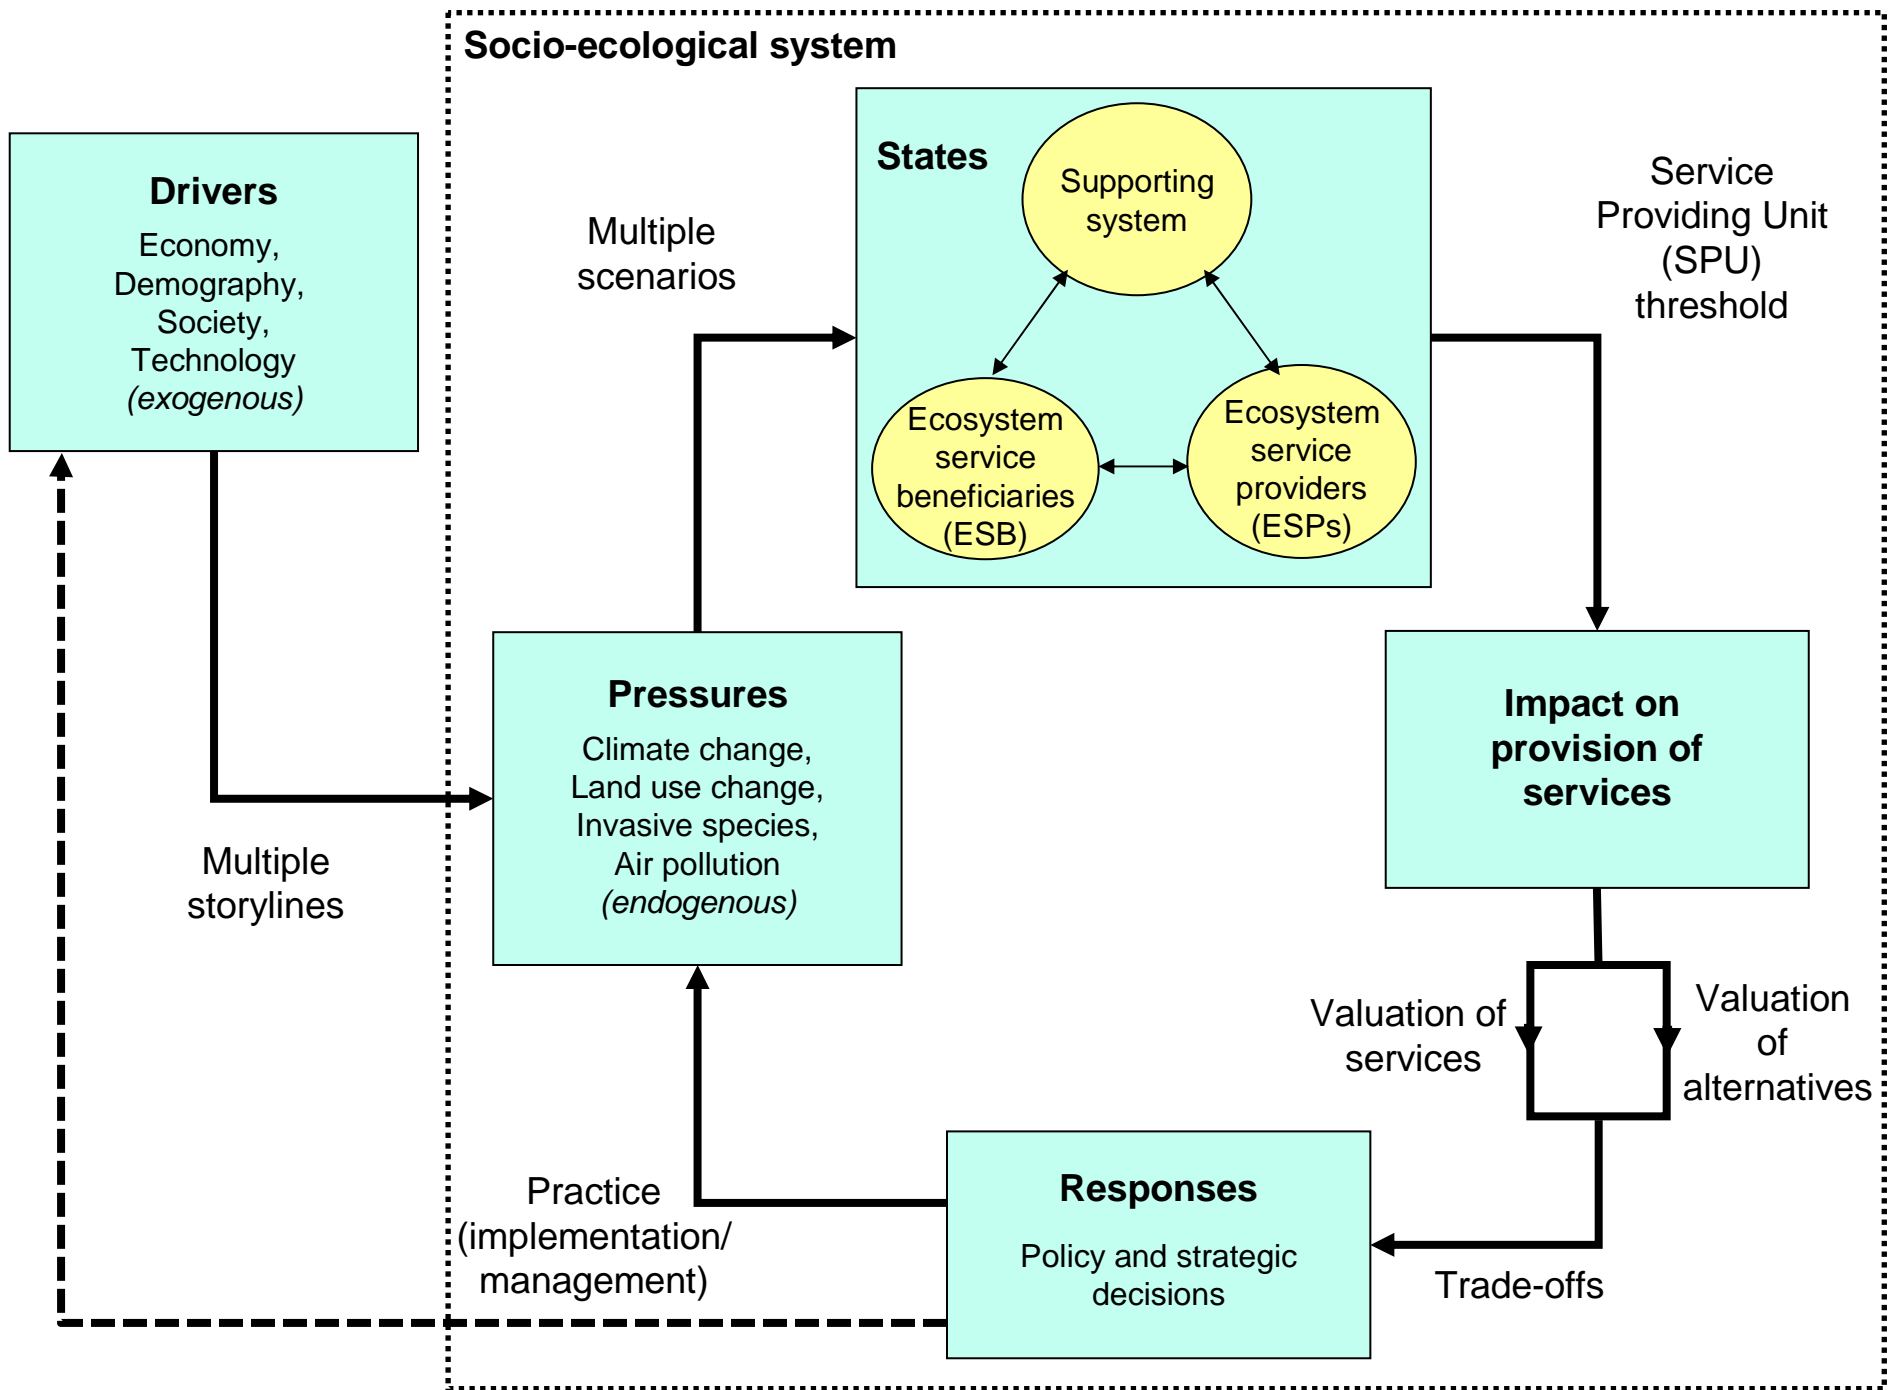 Socio-ecological system
Drivers
Economy,
Demography,
Society,
Technology
(exogenous)
Multiple
scenarios
States
Supporting
system
Ecosystem
service
beneficiaries
(ESB)
Ecosystem
service
providers
(ESPs)
Service
Providing Unit
(SPU)
threshold
Multiple
storylines
Pressures
Climate change,
Land use change,
Invasive species,
Air pollution
(endogenous)
Impact on
provision of
services
Valuation of
services
Valuation
of
alternatives
Practice
(implementation/
management)
Responses
Policy and strategic
decisions
Trade-offs